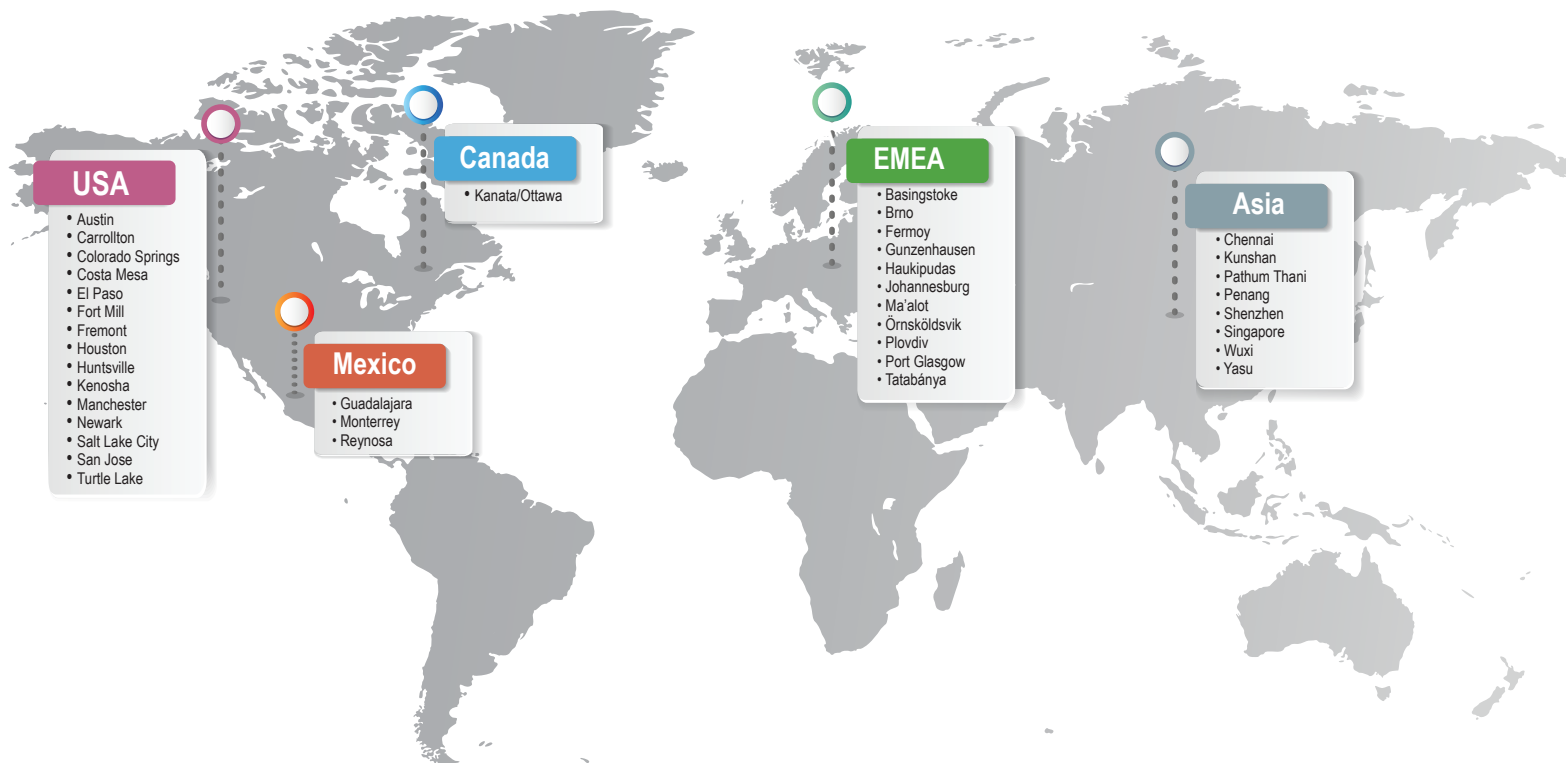 USA
• Austin
• Carrollton
• Colorado Springs
• Costa Mesa
• El Paso
• Fort Mill
• Fremont
• Houston
• Huntsville
• Kenosha
• Manchester
• Newark
• Salt Lake City
• San Jose
• Turtle Lake
Canada
• Kanata/Ottawa
Mexico
• Guadalajara
• Monterrey
• Reynosa
EMEA
• Basingstoke
• Brno
• Fermoy
• Gunzenhausen
• Haukipudas
• Johannesburg
• Ma’alot
• Örnsköldsvik
• Plovdiv
• Port Glasgow
• Tatabánya
Asia
• Chennai
• Kunshan
• Pathum Thani
• Penang
• Shenzhen
• Singapore
• Wuxi
• Yasu